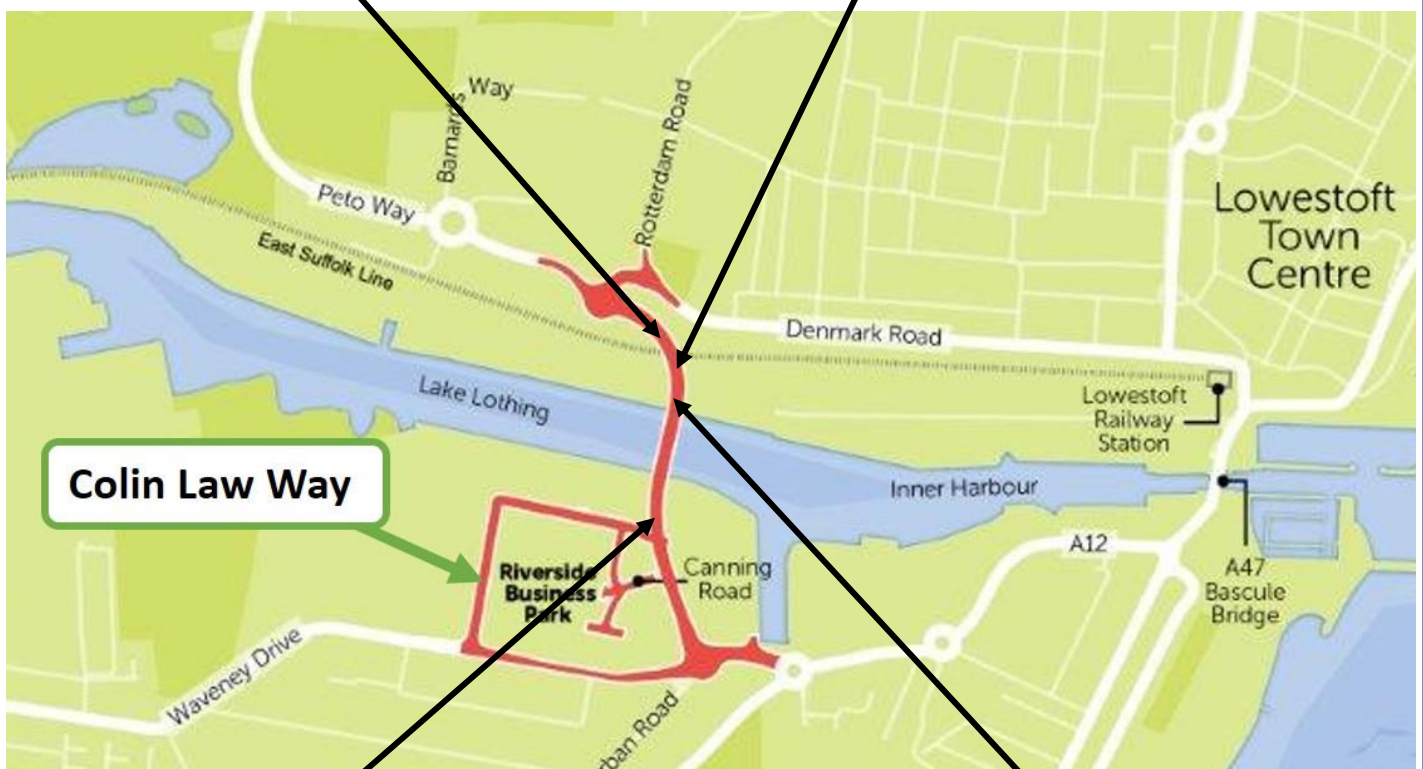 Way
Barnards
Rotterdam Road
Peto Way
East Suffolk Line
Lowestoft
Town
Centre
Denmark Road
Lowestoft
Railway
Station
Lake Lothing
Colin Law Way
Inner Harbour
A12
A47
Bascule
Bridge
Riverside
Business
Park
Canning
Road
Waveney Drive
Road